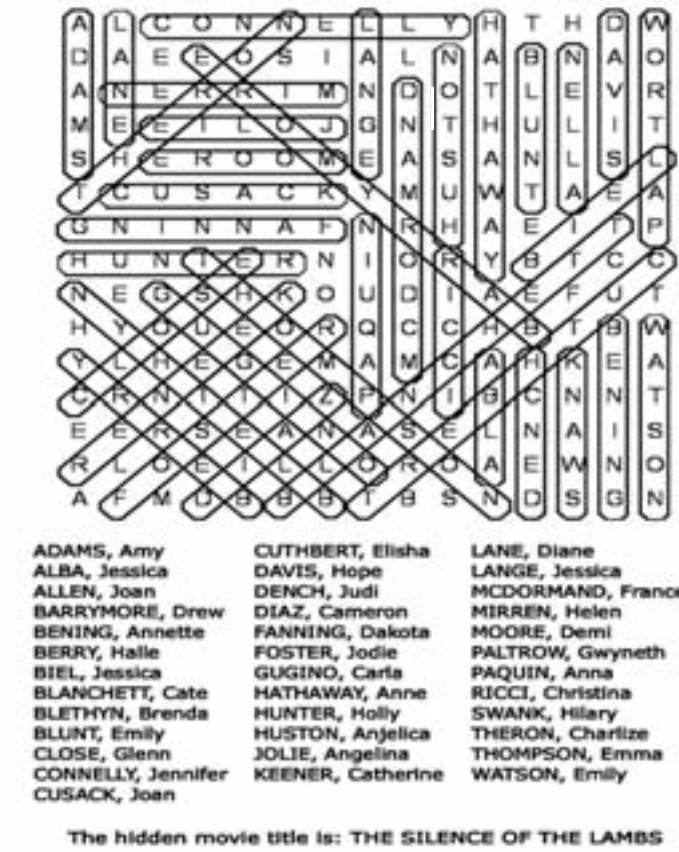 A L C O N N E L L Y H T H D W
D A E E O S I A L N A B N A O
A N E R R I M N D O T L E V R
M E E I L O J G N T H U L I T
S H E R O O M E A S A N L S L
T C U S A C K Y M U W T A E A
G N I N N A F N R H A E I T P
H U N T E R N I O R Y B T C C
N E G S H K O U D I A E F U T
H Y O U E O R Q C C H B T B W
Y L H E G E M A M C A H K E A
C R N I I I Z P N I B C N N T
E E R S E A N A S E L N A I S
R L O E I L L O R O A E W N O
A F M D B B B T B S N D S G N
ADAMS, Amy
ALBA, Jessica
ALLEN, Joan
BARRYMORE, Drew
BENING, Annette
BERRY, Halle
BIEL, Jessica
BLANCHETT, Cate
BLETHYN, Brenda
BLUNT, Emily
CLOSE, Glenn
CONNELLY, Jennifer
CUSACK, Joan
CUTHBERT, Elisha
DAVIS, Hope
DENCH, Judi
DIAZ, Cameron
FANNING, Dakota
FOSTER, Jodie
GUGINO, Carla
HATHAWAY, Anne
HUNTER, Holly
HUSTON, Anjelica
JOLIE, Angelina
KEENER, Catherine
LANE, Diane
LANGE, Jessica
MCDORMAND, France
MIRREN, Helen
MOORE, Demi
PALTROW, Gwyneth
PAQUIN, Anna
RICCI, Christina
SWANK, Hilary
THERON, Charlize
THOMPSON, Emma
WATSON, Emily
The hidden movie title is: THE SILENCE OF THE LAMBS